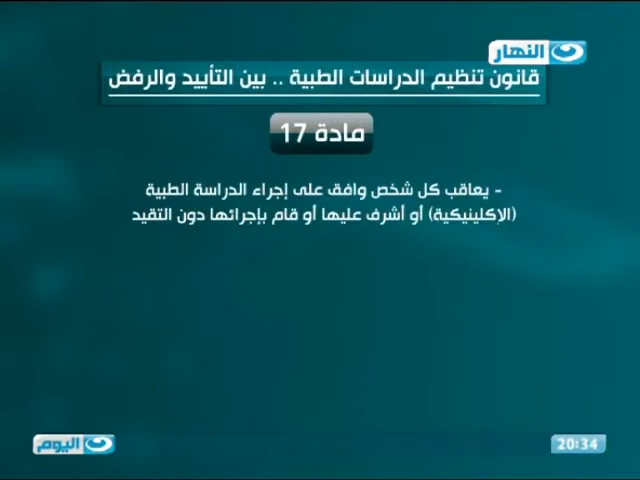 النهار
قانون تنظيم الدراسات الطبية .. بين التأييد والرفض
مادة 17
- يعاقب كل شخص وافق على إجراء الدراسة الطبية
(الإكلينيكية) أو أشرف عليها أو قام بإجرائها دون التقيد
اليوم
20:34